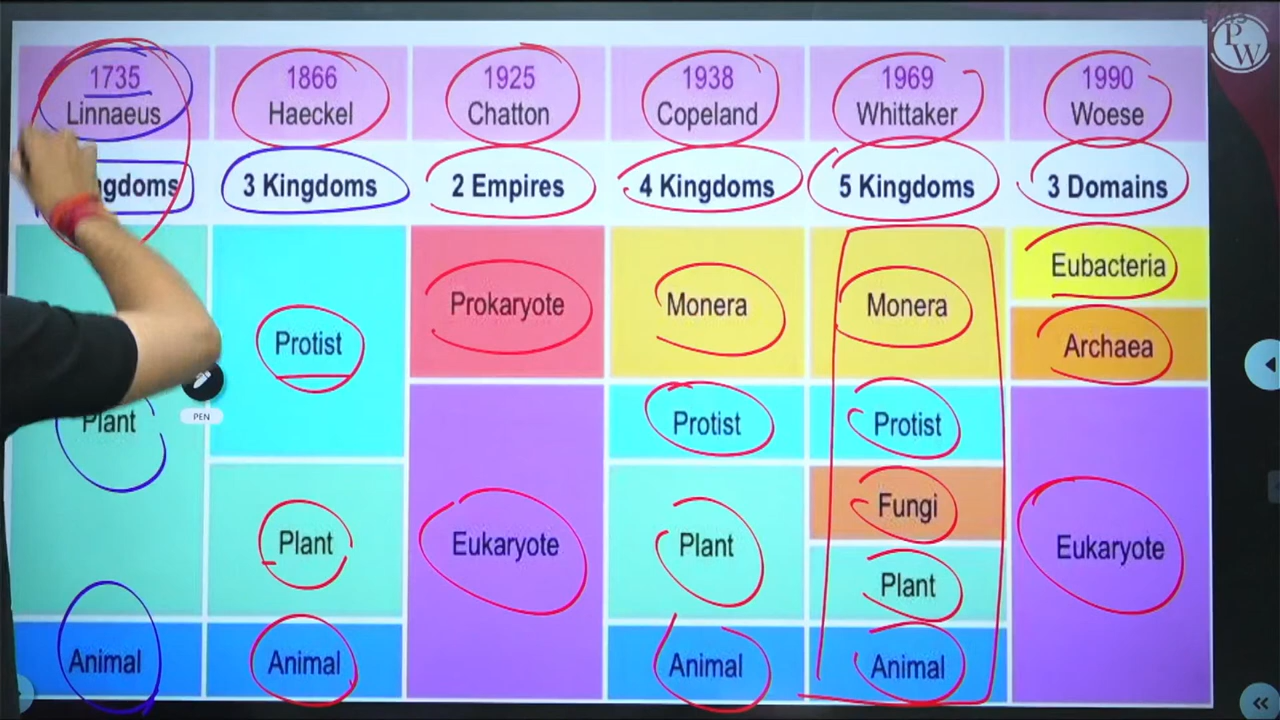 1735
Linnaeus
1866
Haeckel
1925
Chatton
1938
Copeland
1969
Whittaker
1990
Woese
PW
3 Kingdoms
2 Empires
4 Kingdoms
5 Kingdoms
3 Domains
Plant
Animal
Protist
Plant
Animal
Prokaryote
Eukaryote
Monera
Protist
Plant
Animal
Monera
Protist
Fungi
Plant
Animal
Eubacteria
Archaea
Eukaryote
PEN